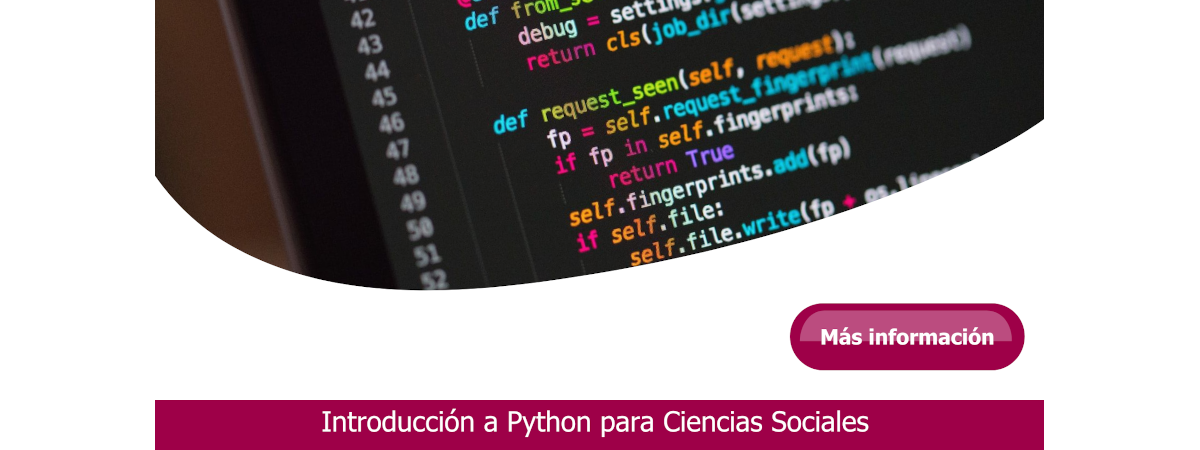 42
def
43
debug = settings.
44
return cls(job_dir(settings
45
46
def request_seen(self, request):
47
fp = self.request_fingerprint(request)
48
if fp in self.fingerprints:
49
return True
50
self.fingerprints.add(fp)
51
if self.file:
52
self.file.write(fp +
Más información
Introducción a Python para Ciencias Sociales